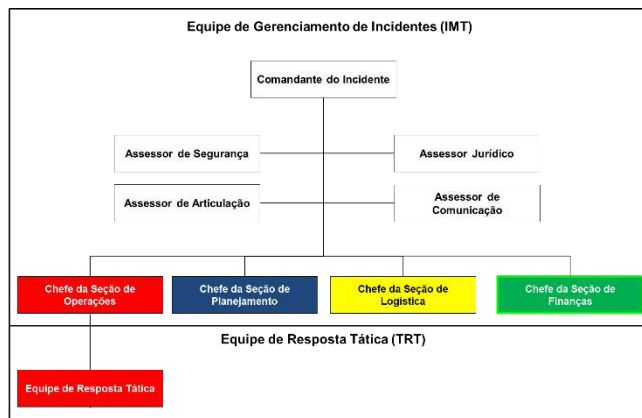 Equipe de Gerenciamento de Incidentes (IMT)
Comandante do Incidente
Assessor de Segurança
Assessor Jurídico
Assessor de Articulação
Assessor de
Comunicação
Chefe da Seção de
Operações
Chefe da Seção de
Planejamento
Chefe da Seção de
Logística
Chefe da Seção de
Finanças
Equipe de Resposta Tática (TRT)
Equipe de Resposta Tática